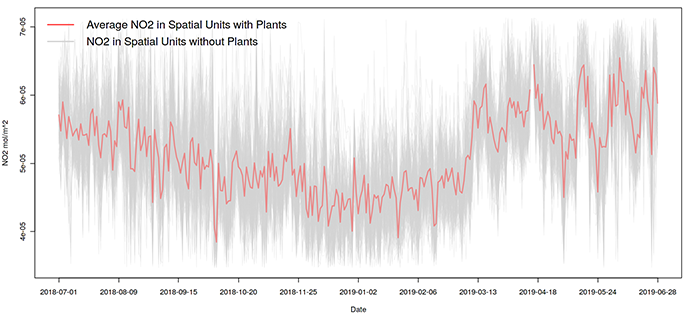 Average NO2 in Spatial Units with Plants
NO2 in Spatial Units without Plants
NO2 mol/m^2
7e-05
6e-05
5e-05
4e-05
2018-07-01 2018-08-09 2018-09-15 2018-10-20 2018-11-25 2019-01-02 2019-02-06 2019-03-13 2019-04-18 2019-05-24 2019-06-28
Date